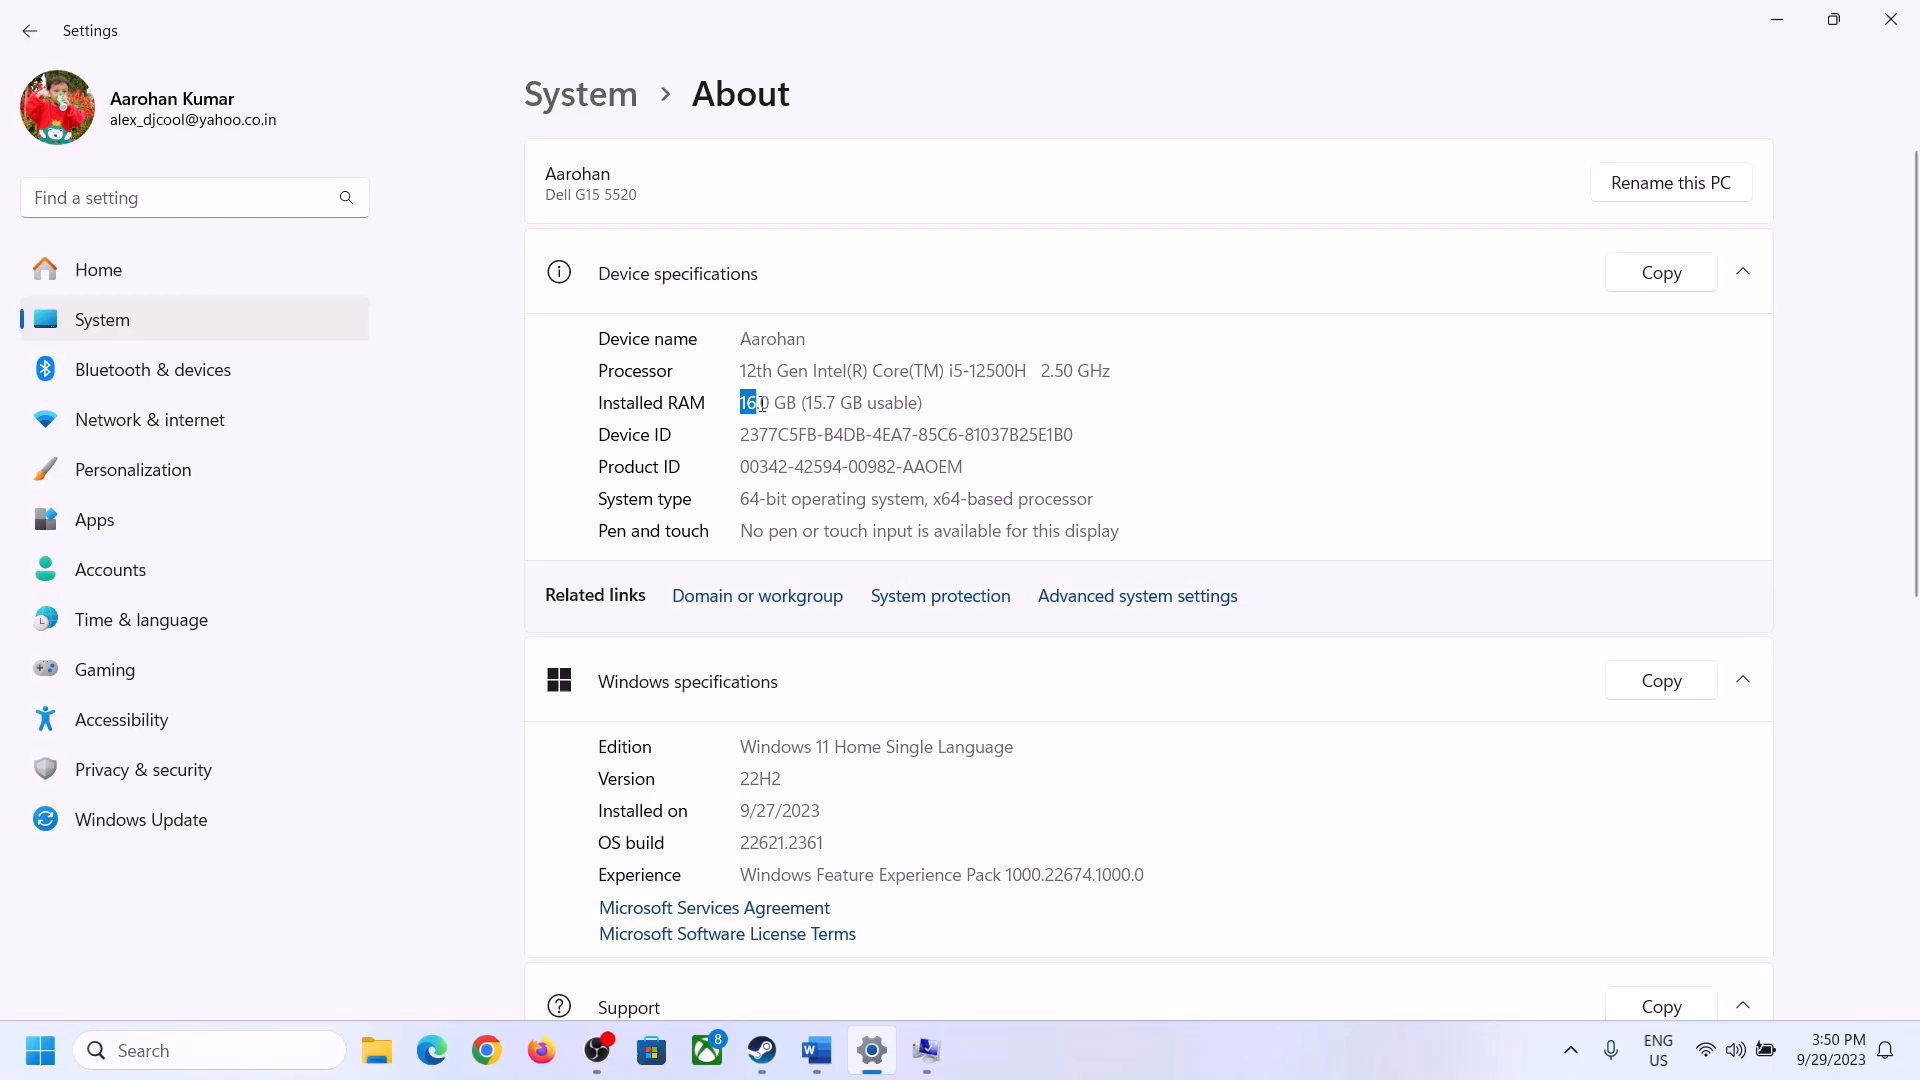 Settings
Aarohan Kumar
alex_djcool@yahoo.co.in
Find a setting
Home
System
Bluetooth & devices
Network & internet
Personalization
Apps
Accounts
Time & language
Gaming
Accessibility
Privacy & security
Windows Update
System > About
Aarohan
Dell G15 5520
Rename this PC
Device specifications
Copy
Device name Aarohan
Processor 12th Gen Intel(R) Core(TM) i5-12500H 2.50 GHz
Installed RAM 16.0 GB (15.7 GB usable)
Device ID 2377C5FB-B4DB-4EA7-85C6-81037B25E1B0
Product ID 00342-42594-00982-AAOEM
System type 64-bit operating system, x64-based processor
Pen and touch No pen or touch input is available for this display
Related links Domain or workgroup System protection Advanced system settings
Windows specifications
Copy
Edition Windows 11 Home Single Language
Version 22H2
Installed on 9/27/2023
OS build 22621.2361
Experience Windows Feature Experience Pack 1000.22674.1000.0
Microsoft Services Agreement
Microsoft Software License Terms
Support
Copy
Search
8
ENG
US
3:50 PM
9/29/2023